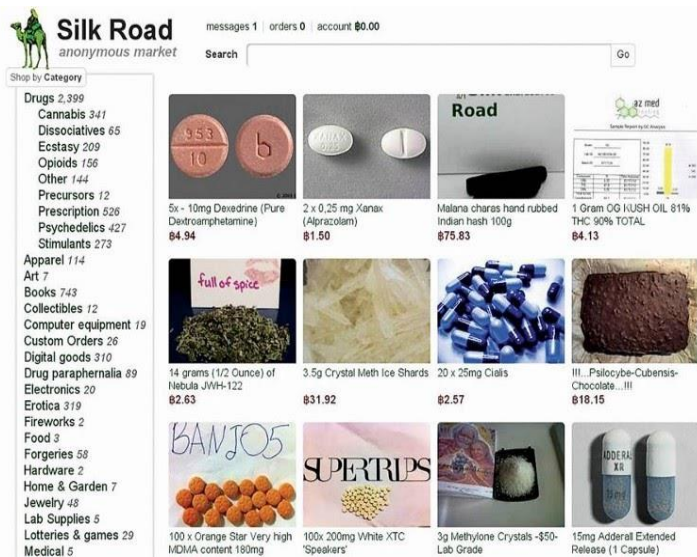 Silk Road
anonymous market
messages 1 | orders 0 | account ฿0.00
Search
Go
Shop by Category
Drugs 2,399
Cannabis 341
Dissociatives 65
Ecstasy 209
Opioids 156
Other 144
Precursors 12
Prescription 526
Psychedelics 427
Stimulants 273
Apparel 114
Art 7
Books 743
Collectibles 12
Computer equipment 19
Custom Orders 26
Digital goods 310
Drug paraphernalia 89
Electronics 20
Erotica 319
Fireworks 2
Food 3
Forgeries 58
Hardware 2
Home & Garden 7
Jewelry 48
Lab Supplies 5
Lotteries & games 29
Medical 5
953
10
b
5x - 10mg Dexedrine (Pure
Dextroamphetamine)
฿4.94
XANAX
2 x 0,25 mg Xanax
(Alprazolam)
฿1.50
Road
Malana charas hand rubbed
Indian hash 100g
฿75.83
az med
1 Gram OG KUSH OIL 81%
THC 90% TOTAL
฿4.13
full of spice
14 grams (1/2 Ounce) of
Nebula JWH-122
฿2.63
3.5g Crystal Meth Ice Shards
฿31.92
20 x 25mg Cialis
฿2.57
!!!...Psilocybe-Cubensis-
Chocolate...!!!
฿18.15
BANJO5
100 x Orange Star Very high
MDMA content 180mg
SUPERTRIPS
100x 200mg White XTC
'Speakers'
3g Methylone Crystals -$50-
Lab Grade
ADDERAL
XR
15 mg
15mg Adderall Extended
Release (1 Capsule)